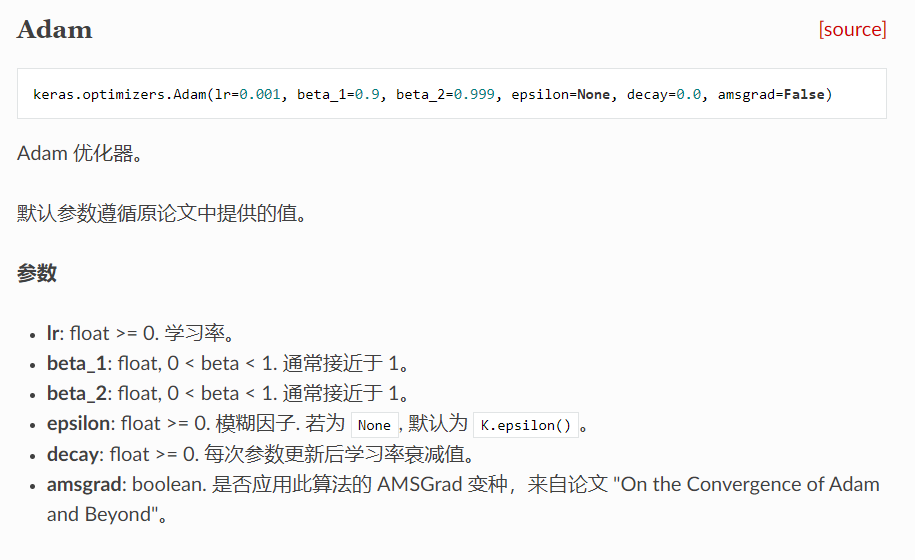 Adam [source]
keras.optimizers.Adam(lr=0.001, beta_1=0.9, beta_2=0.999, epsilon=None, decay=0.0, amsgrad=False)
Adam 优化器。
默认参数遵循原论文中提供的值。
参数
• lr: float >= 0. 学习率。
• beta_1: float, 0 < beta < 1. 通常接近于 1。
• beta_2: float, 0 < beta < 1. 通常接近于 1。
• epsilon: float >= 0. 模糊因子. 若为 None, 默认为 K.epsilon()。
• decay: float >= 0. 每次参数更新后学习率衰减值。
• amsgrad: boolean. 是否应用此算法的 AMSGrad 变种，来自论文 "On the Convergence of Adam
and Beyond"。